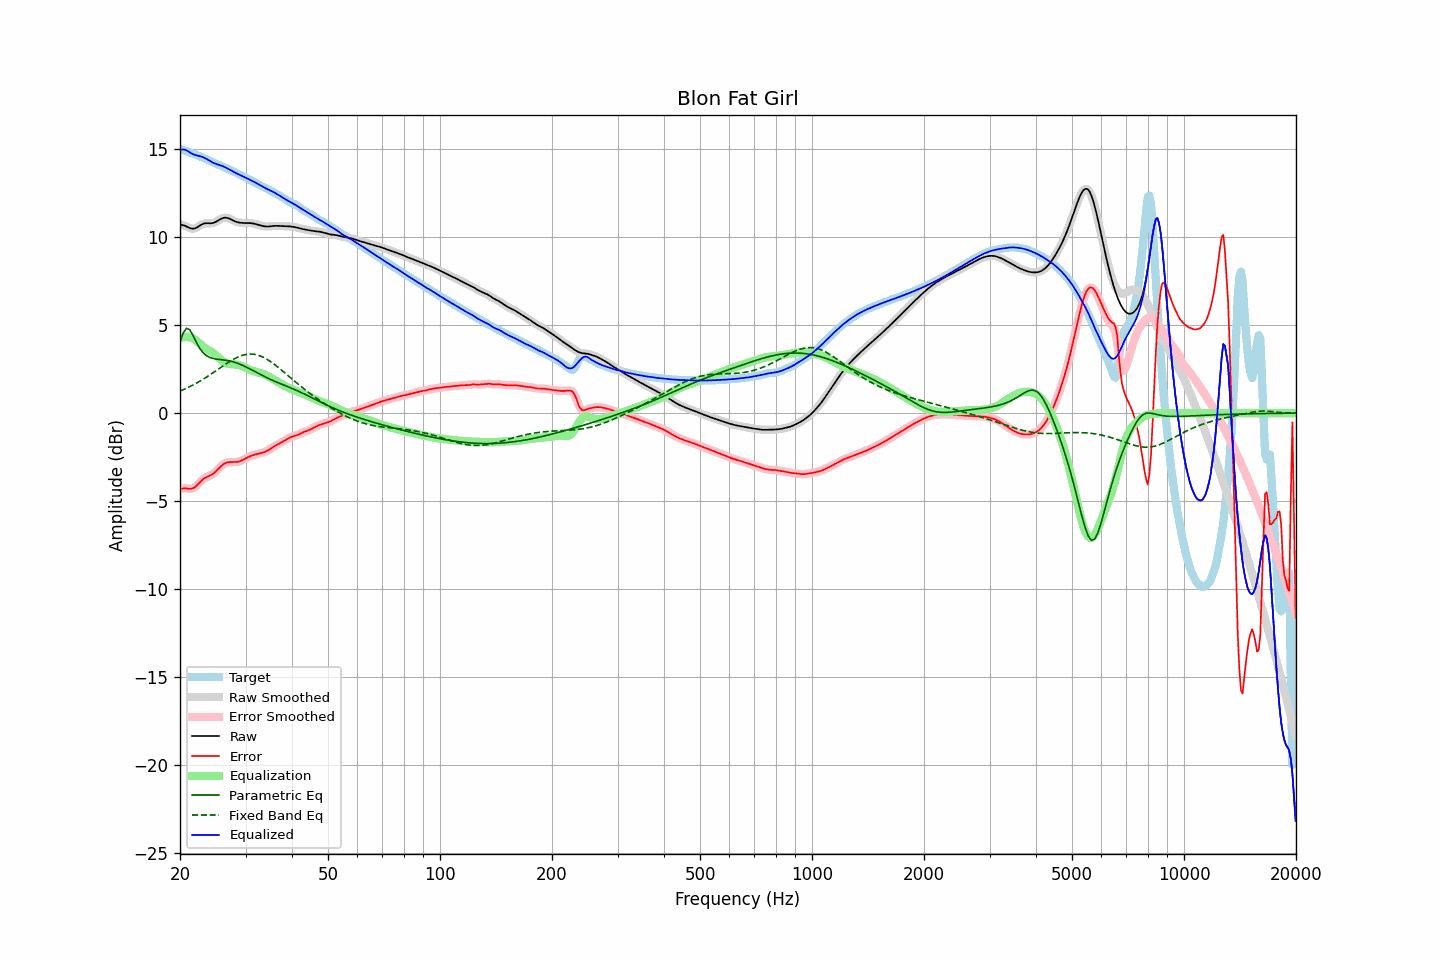 Blon Fat Girl
15
10
5
0
−5
−10
−15
−20
−25
Amplitude (dBr)
Target
Raw Smoothed
Error Smoothed
Raw
Error
Equalization
Parametric Eq
Fixed Band Eq
Equalized
20 50 100 200 500 1000 2000 5000 10000 20000
Frequency (Hz)